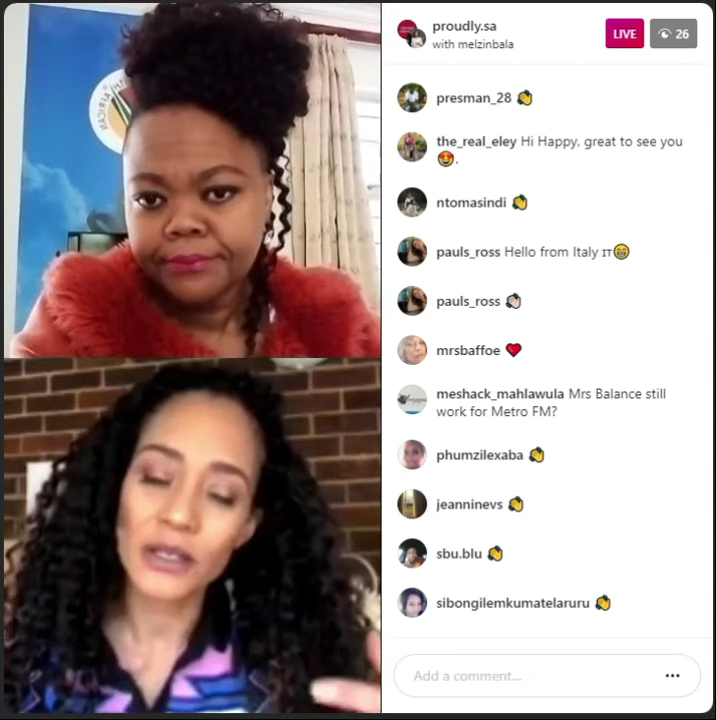 proudly.sa
with melzinbala
LIVE
26
presman_28 👏
the_real_eley Hi Happy, great to see you
😍.
ntomasindi 👏
pauls_ross Hello from Italy IT😁
pauls_ross 👏🏻
mrsbaffoe ❤️
meshack_mahlawula Mrs Balance still
work for Metro FM?
phumzilexaba 👏
jeanninevs 👏
sbu.blu 👏
sibongilemkumatelaruru 👏
Add a comment...